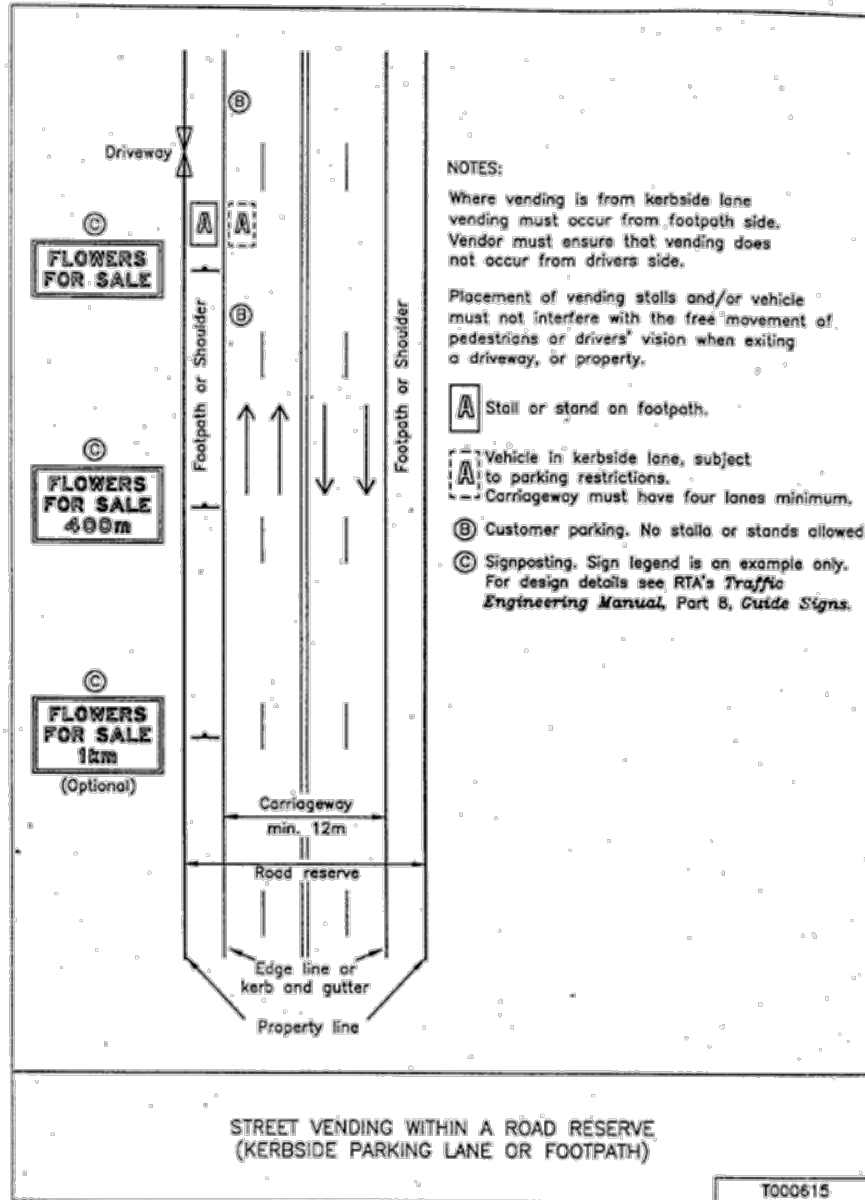 B
Driveway
NOTES:
Where vending is from kerbside lane
vending must occur from footpath side.
Vendor must ensure that vending does
not occur from drivers side.
C
A
A
FLOWERS
FOR SALE
Placement of vending stalls and/or vehicle
must not interfere with the free movement of
pedestrians or drivers' vision when exiting
a driveway, or property.
B
Footpath or Shoulder
Footpath or Shoulder
A Stall or stand on footpath.
C
FLOWERS
FOR SALE
400m
A Vehicle in kerbside lane, subject
to parking restrictions.
Carriageway must have four lanes minimum.
B Customer parking. No stalla or stands allowed
C Signposting. Sign legend is an example only.
For design details see RTA's Traffic
Engineering Manual, Part 8, Guide Signs.
C
FLOWERS
FOR SALE
1km
(Optional)
Carriageway
min. 12m
Road reserve
Edge line or
kerb and gutter
Property line
STREET VENDING WITHIN A ROAD RESERVE
(KERBSIDE PARKING LANE OR FOOTPATH)
T000615